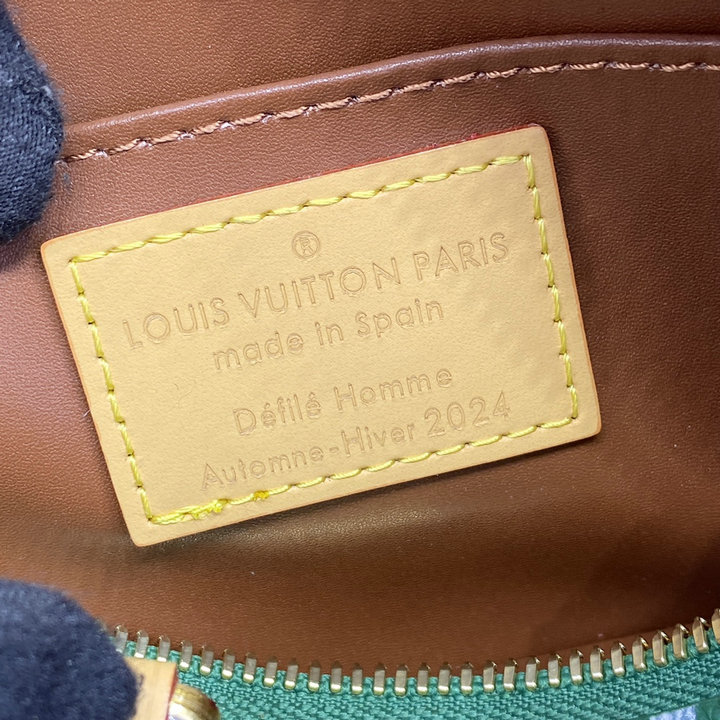 ®
LOUIS VUITTON PARIS
made in Spain
Défilé Homme
Automne-Hiver 2024